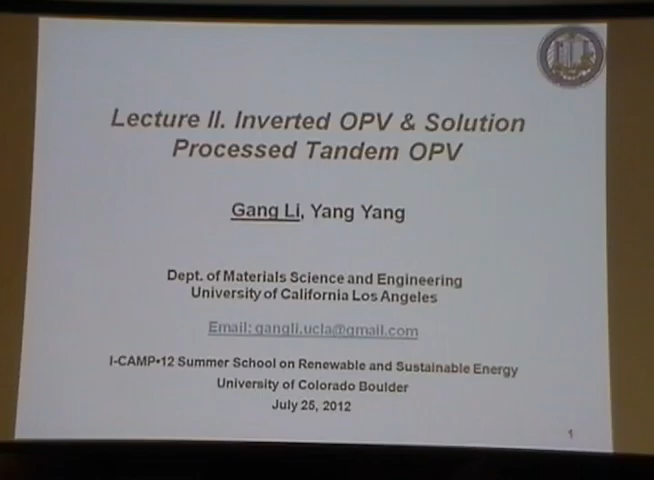 Lecture II. Inverted OPV & Solution
Processed Tandem OPV
Gang Li, Yang Yang
Dept. of Materials Science and Engineering
University of California Los Angeles
Email: gangli.ucla@gmail.com
I-CAMP•12 Summer School on Renewable and Sustainable Energy
University of Colorado Boulder
July 25, 2012
1